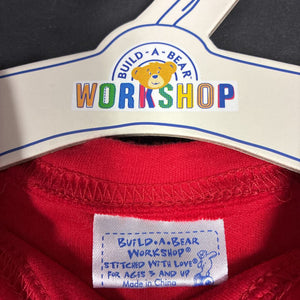 BUILD-A-BEAR
WORKSHOP
BUILD-A-BEAR
WORKSHOP®
STITCHED WITH LOVE®
FOR AGES 3 AND UP
Made in China